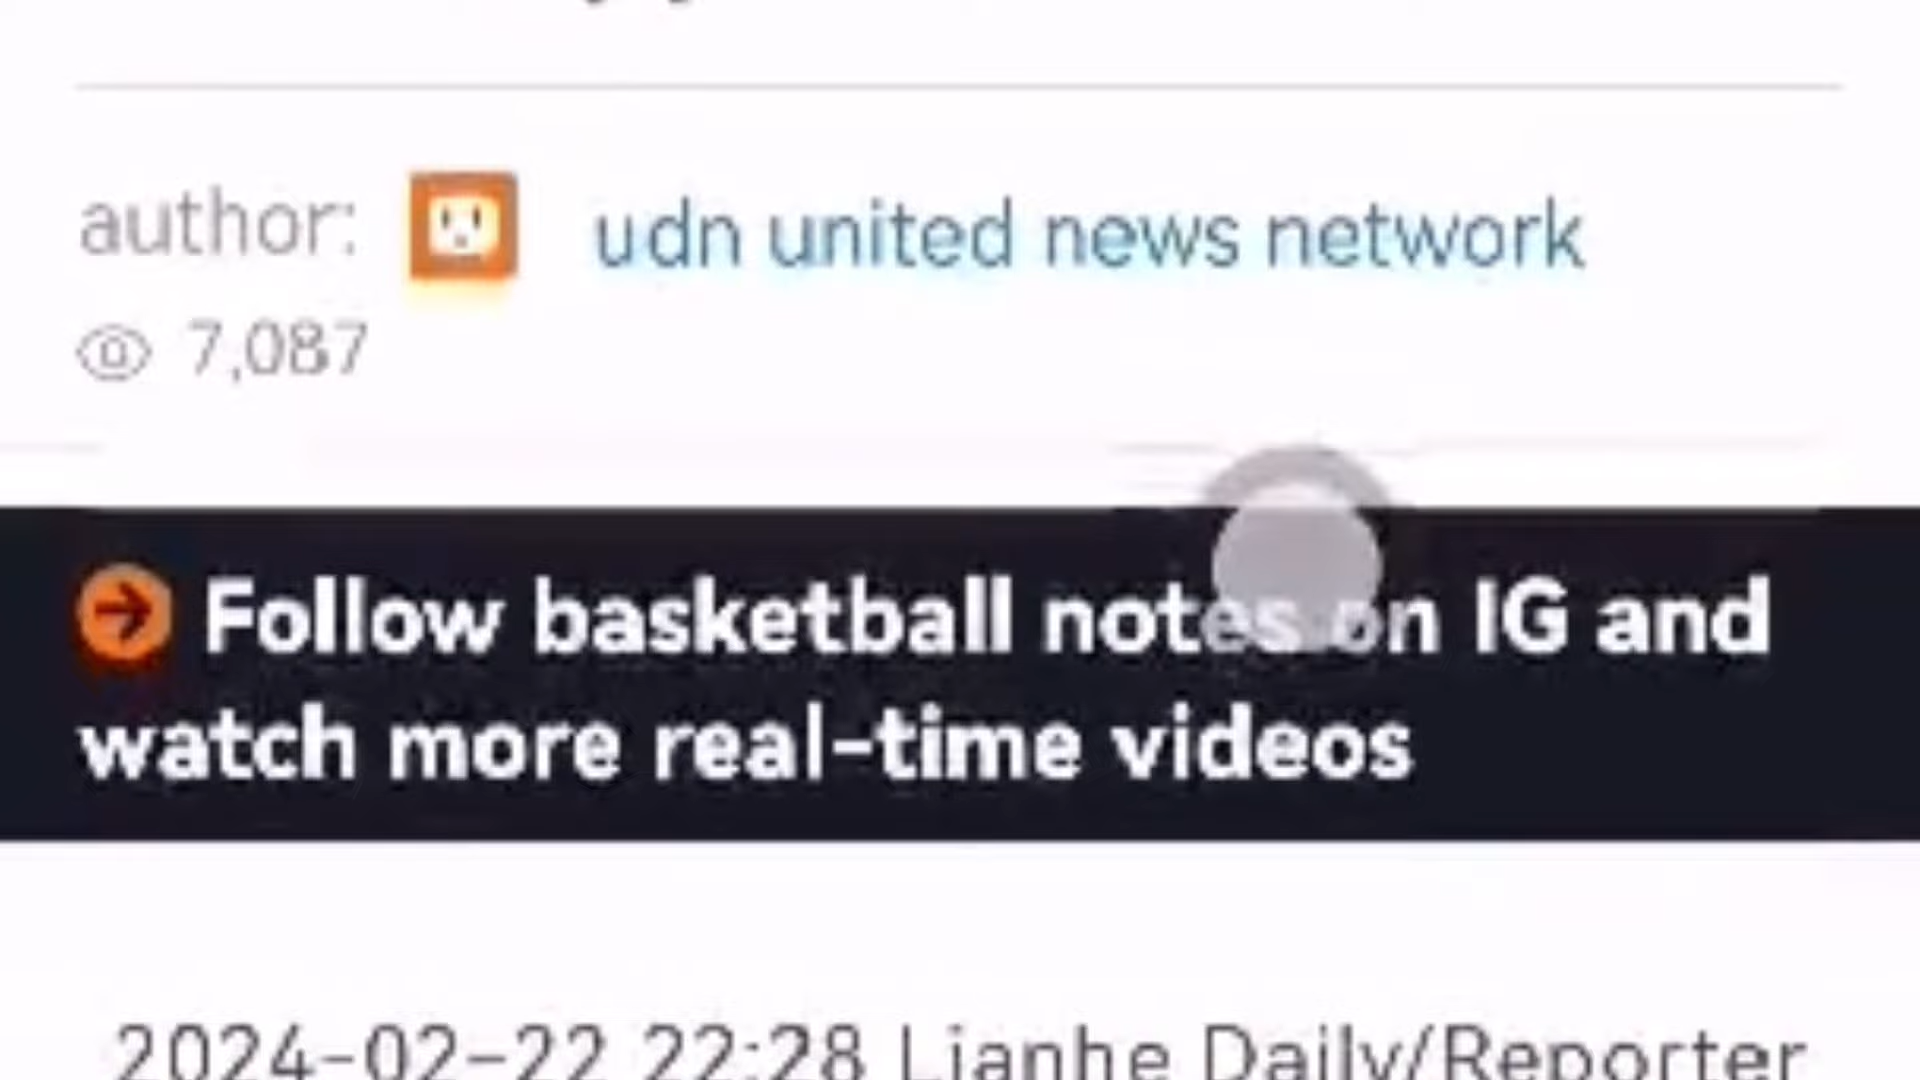 author: udn united news network
7,087
Follow basketball notes on IG and
watch more real-time videos
2024-02-22 22:28 Lianhe Daily/Reporter